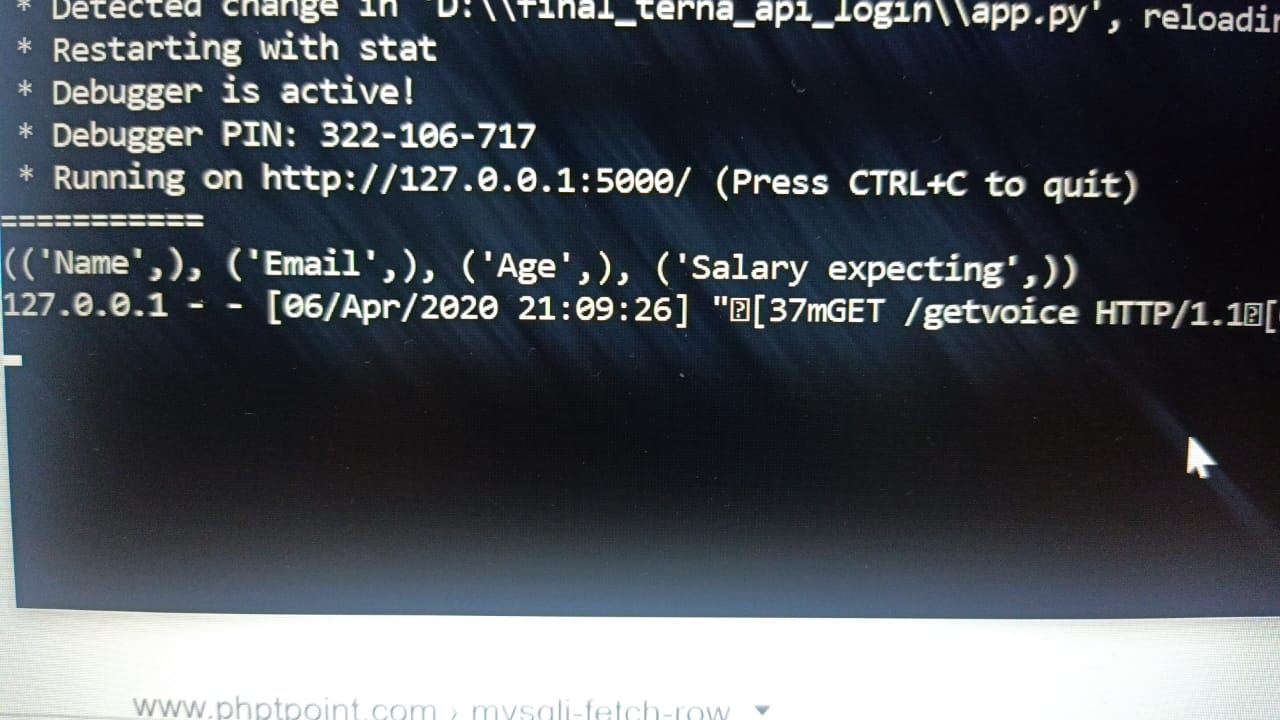 * Detected change in 'D:\\final_terna_api_login\\app.py', reloadin
* Restarting with stat
* Debugger is active!
* Debugger PIN: 322-106-717
* Running on http://127.0.0.1:5000/ (Press CTRL+C to quit)
===========
(('Name',), ('Email',), ('Age',), ('Salary expecting',))
127.0.0.1 - - [06/Apr/2020 21:09:26] "�[37mGET /getvoice HTTP/1.1�[
www.phptpoint.com › mysqli-fetch-row